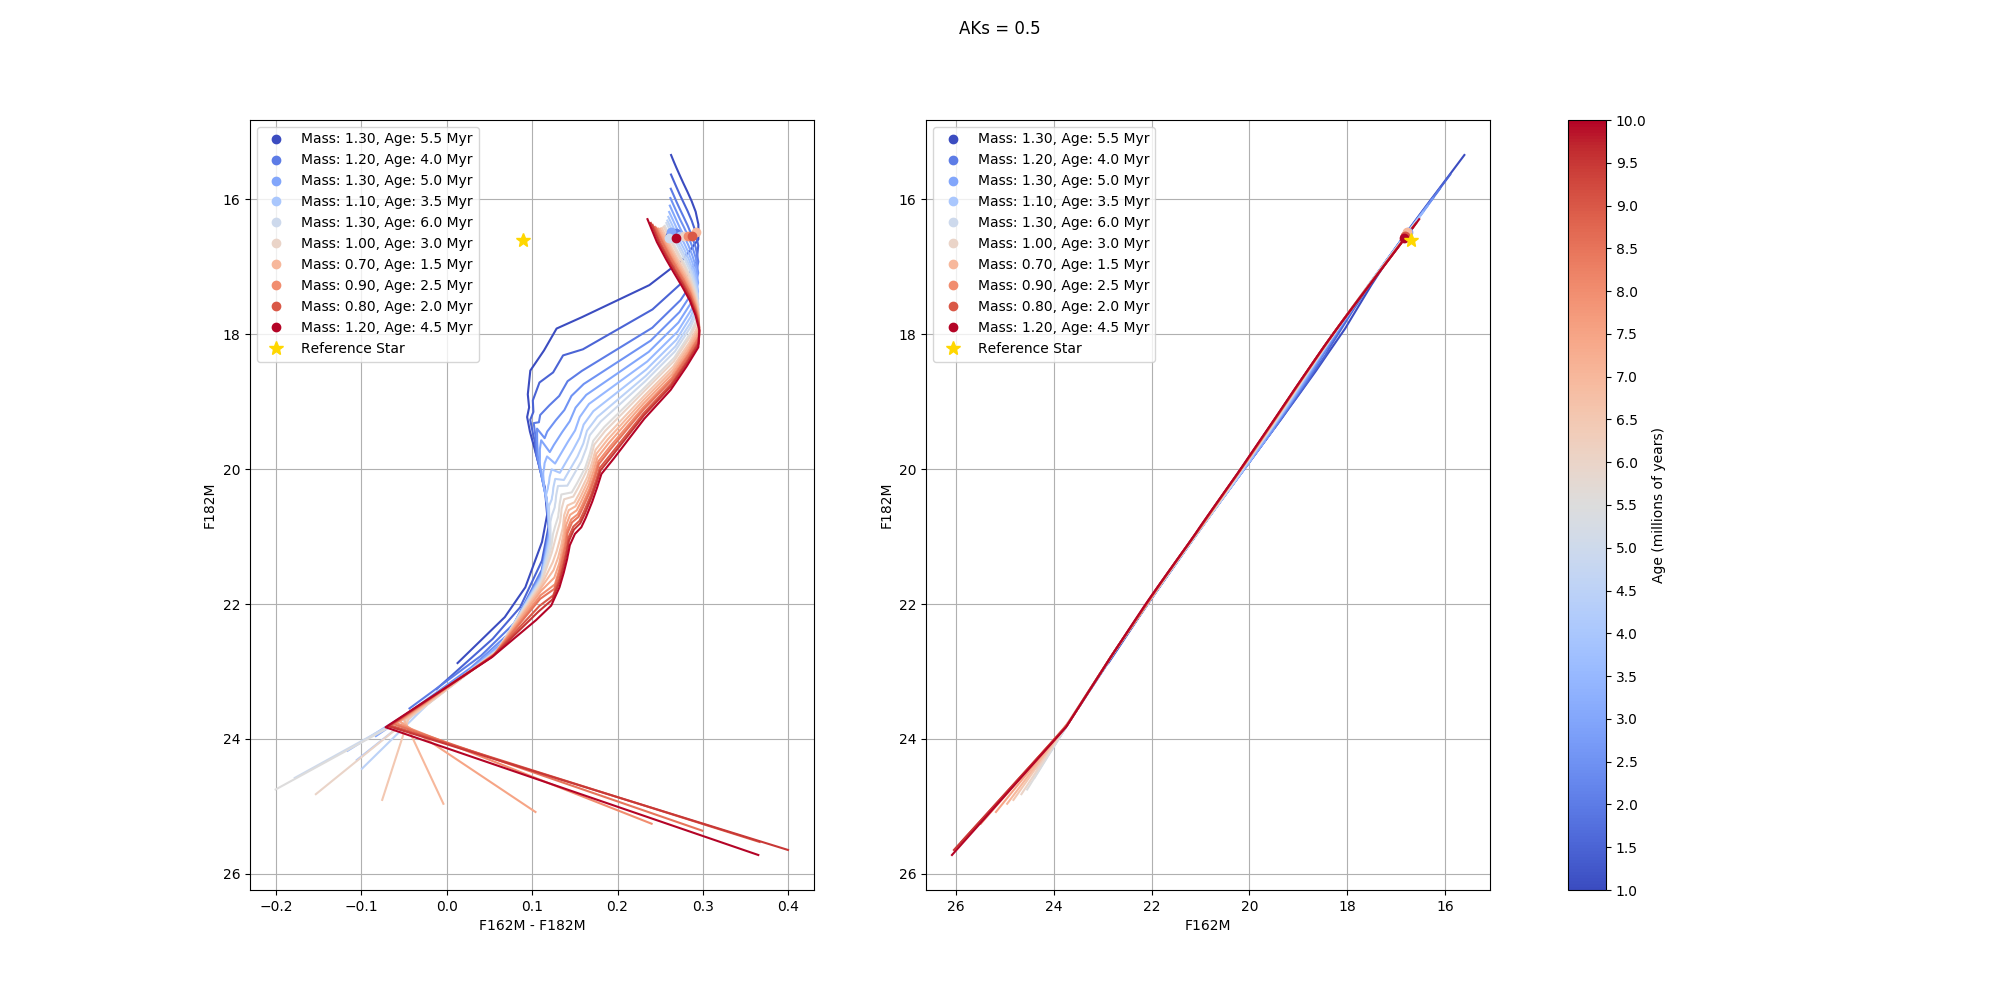 AKs = 0.5
Mass: 1.30, Age: 5.5 Myr
Mass: 1.20, Age: 4.0 Myr
Mass: 1.30, Age: 5.0 Myr
Mass: 1.10, Age: 3.5 Myr
Mass: 1.30, Age: 6.0 Myr
Mass: 1.00, Age: 3.0 Myr
Mass: 0.70, Age: 1.5 Myr
Mass: 0.90, Age: 2.5 Myr
Mass: 0.80, Age: 2.0 Myr
Mass: 1.20, Age: 4.5 Myr
Reference Star
16
18
20
22
24
26
F182M
−0.2 −0.1 0.0 0.1 0.2 0.3 0.4
F162M - F182M
Mass: 1.30, Age: 5.5 Myr
Mass: 1.20, Age: 4.0 Myr
Mass: 1.30, Age: 5.0 Myr
Mass: 1.10, Age: 3.5 Myr
Mass: 1.30, Age: 6.0 Myr
Mass: 1.00, Age: 3.0 Myr
Mass: 0.70, Age: 1.5 Myr
Mass: 0.90, Age: 2.5 Myr
Mass: 0.80, Age: 2.0 Myr
Mass: 1.20, Age: 4.5 Myr
Reference Star
16
18
20
22
24
26
F182M
26 24 22 20 18 16
F162M
10.0
9.5
9.0
8.5
8.0
7.5
7.0
6.5
6.0
5.5
5.0
4.5
4.0
3.5
3.0
2.5
2.0
1.5
1.0
Age (millions of years)